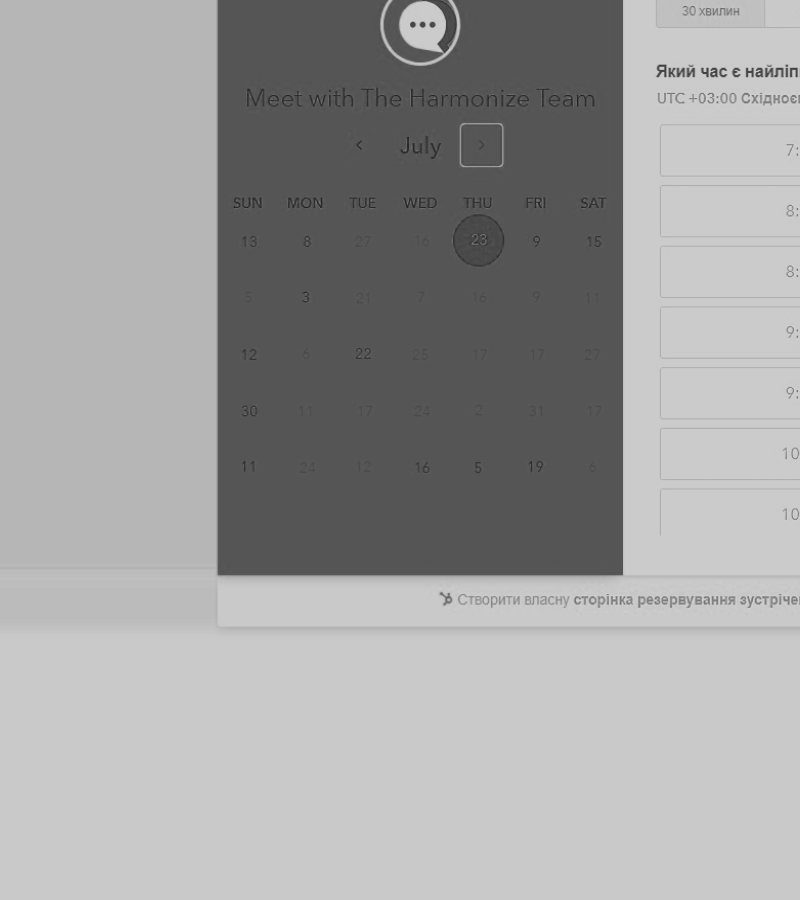 30 хвилин
Який час є найліп
UTC +03:00 Східноє
Meet with The Harmonize Team
July
SUN MON TUE WED THU FRI SAT
13 8 27 16 23 9 15
5 3 21 7 16 9 11
12 6 22 25 17 17 27
30 11 17 24 2 31 17
11 24 12 16 5 19 6
7:
8:
8:
9:
9:
10
10
Створити власну сторінка резервування зустріче